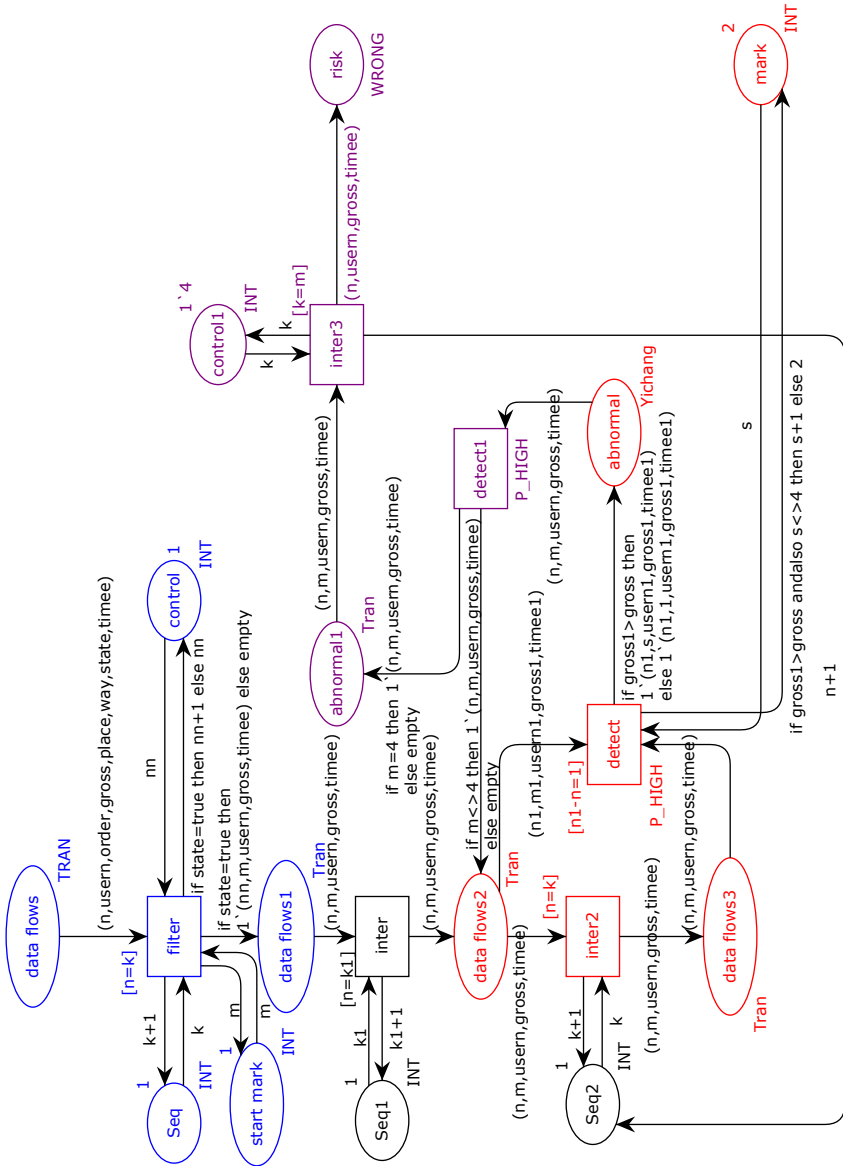 data flows
TRAN
(n,usern,order,gross,place,way,state,timee)
[n=k]
filter
nn
if state=true then nn+1 else nn
control
1
INT
k+1
k
Seq
1
INT
m
start mark
1
INT
if state=true then
1`(nn,m,usern,gross,timee) else empty
data flows1
Tran
(n,m,usern,gross,timee)
[n=k1]
inter
k1
k1+1
Seq1
1
INT
(n,m,usern,gross,timee)
data flows2
Tran
(n,m,usern,gross,timee)
[n=k]
inter2
k+1
k
Seq2
1
INT
(n,m,usern,gross,timee)
data flows3
Tran
(n,m,usern,gross,timee)
(n1,m1,usern1,gross1,timee1)
[n1-n=1]
detect
P_HIGH
if gross1>gross then
1`(n1,s,usern1,gross1,timee1)
else 1`(n1,1,usern1,gross1,timee1)
abnormal
Yichang
(n,m,usern,gross,timee)
detect1
P_HIGH
if m<>4 then 1`(n,m,usern,gross,timee)
else empty
if m=4 then 1`(n,m,usern,gross,timee)
else empty
abnormal1
Tran
(n,m,usern,gross,timee)
inter3
[k=m]
k
k
control1
1`4
INT
(n,usern,gross,timee)
risk
WRONG
s
if gross1>gross andalso s<>4 then s+1 else 2
mark
2
INT
n+1